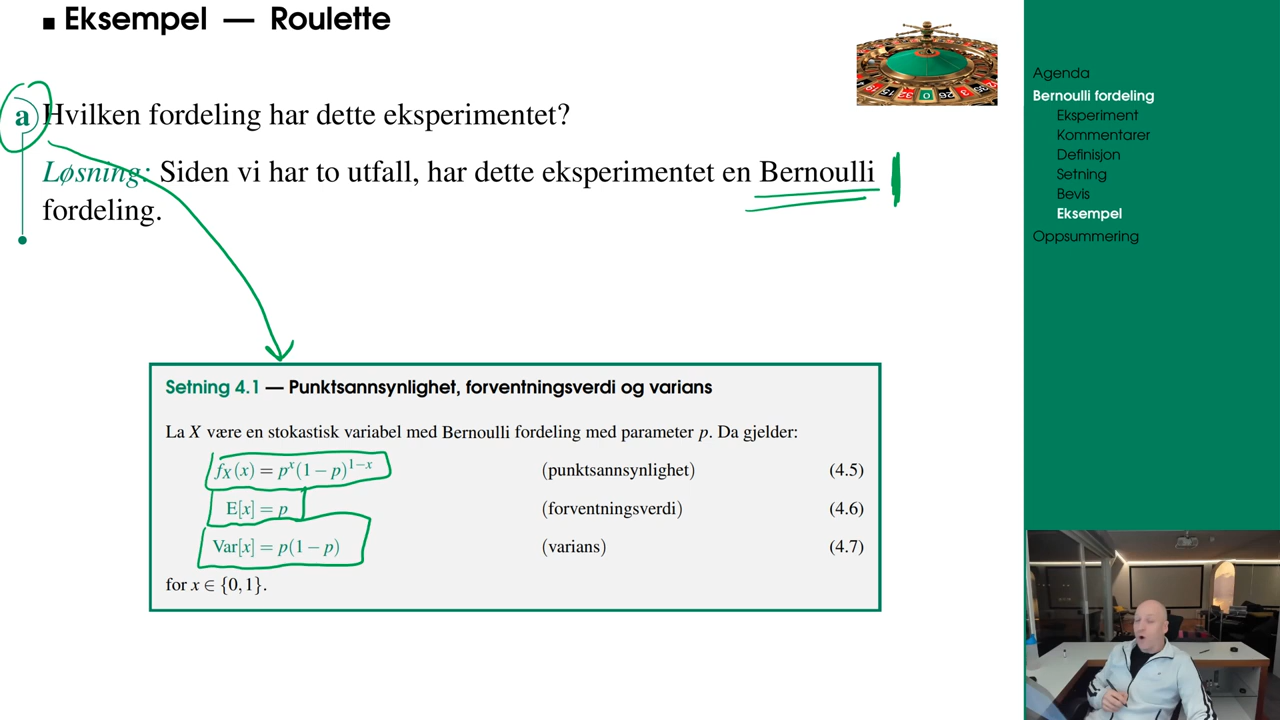 Eksempel — Roulette
a Hvilken fordeling har dette eksperimentet?
Løsning: Siden vi har to utfall, har dette eksperimentet en Bernoulli
fordeling.
Setning 4.1 — Punktsannsynlighet, forventningsverdi og varians
La X være en stokastisk variabel med Bernoulli fordeling med parameter p. Da gjelder:
f_X(x) = p^x(1 − p)^{1−x} (punktsannsynlighet) (4.5)
E[x] = p (forventningsverdi) (4.6)
Var[x] = p(1 − p) (varians) (4.7)
for x ∈ {0,1}.
Agenda
Bernoulli fordeling
Eksperiment
Kommentarer
Definisjon
Setning
Bevis
Eksempel
Oppsummering